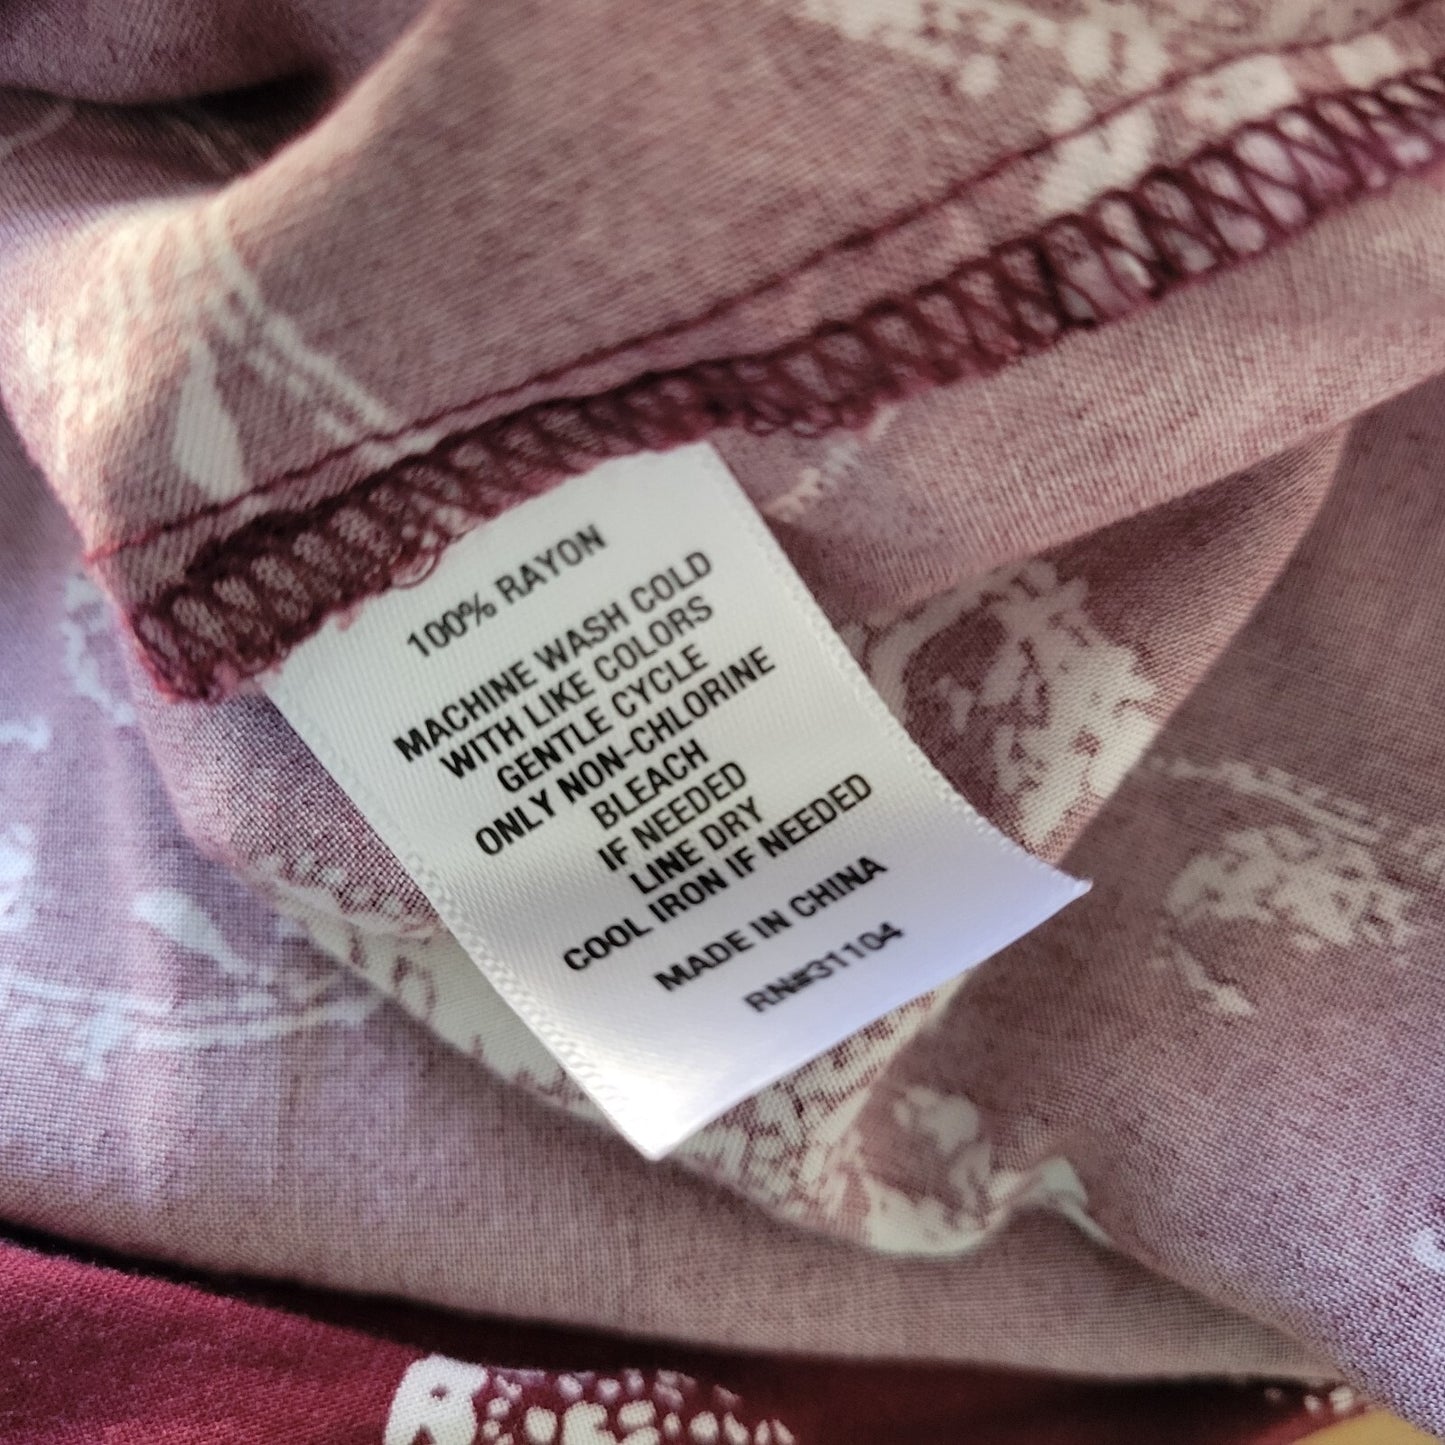 100% RAYON
MACHINE WASH COLD
WITH LIKE COLORS
GENTLE CYCLE
ONLY NON-CHLORINE
BLEACH
IF NEEDED
LINE DRY
COOL IRON IF NEEDED
MADE IN CHINA
RN#31104